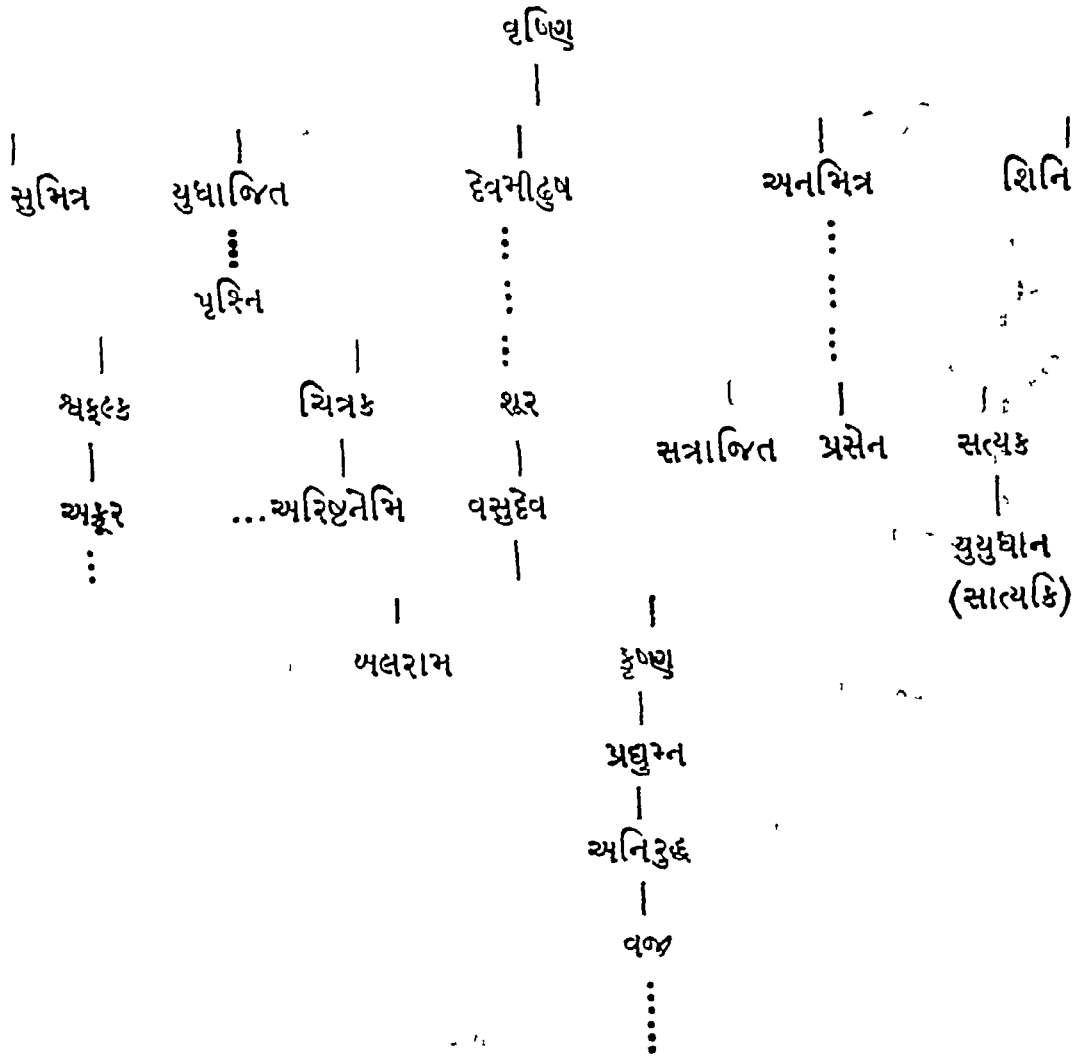 વૃષ્ણિ
સુમિત્ર યુધાજિત દેવમીઢુષ અનમિત્ર શિનિ
પૃશ્નિ
શ્વફલ્ક ચિત્રક શૂર
સત્રાજિત પ્રસેન સત્યક
અક્રૂર ...અરિષ્ટનેમિ વસુદેવ
યુયુધાન
(સાત્યકિ)
બલરામ કૃષ્ણ
પ્રદ્યુમ્ન
અનિરુદ્ધ
વજ્ર